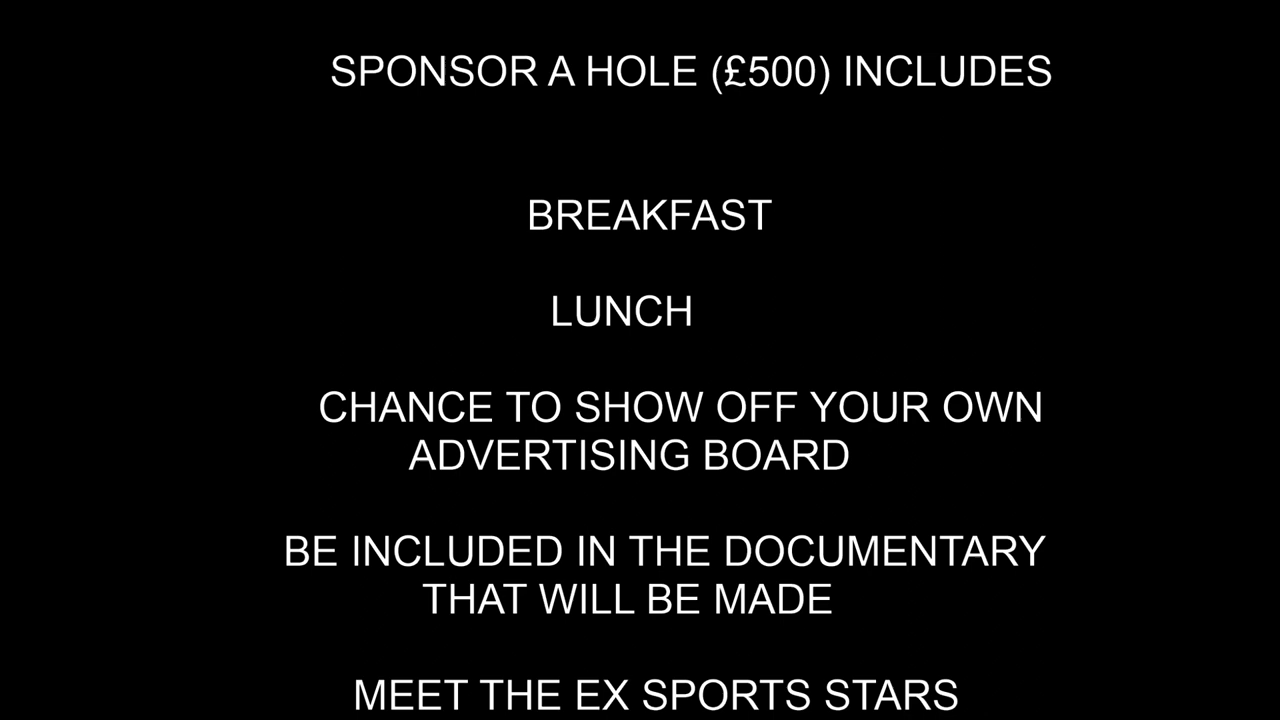 SPONSOR A HOLE (£500) INCLUDES
BREAKFAST
LUNCH
CHANCE TO SHOW OFF YOUR OWN
ADVERTISING BOARD
BE INCLUDED IN THE DOCUMENTARY
THAT WILL BE MADE
MEET THE EX SPORTS STARS